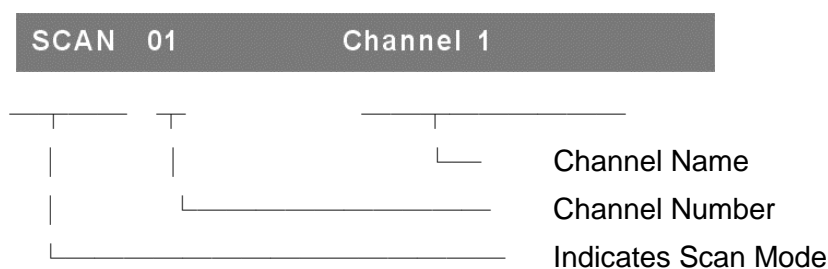 SCAN 01 Channel 1
Channel Name
Channel Number
Indicates Scan Mode